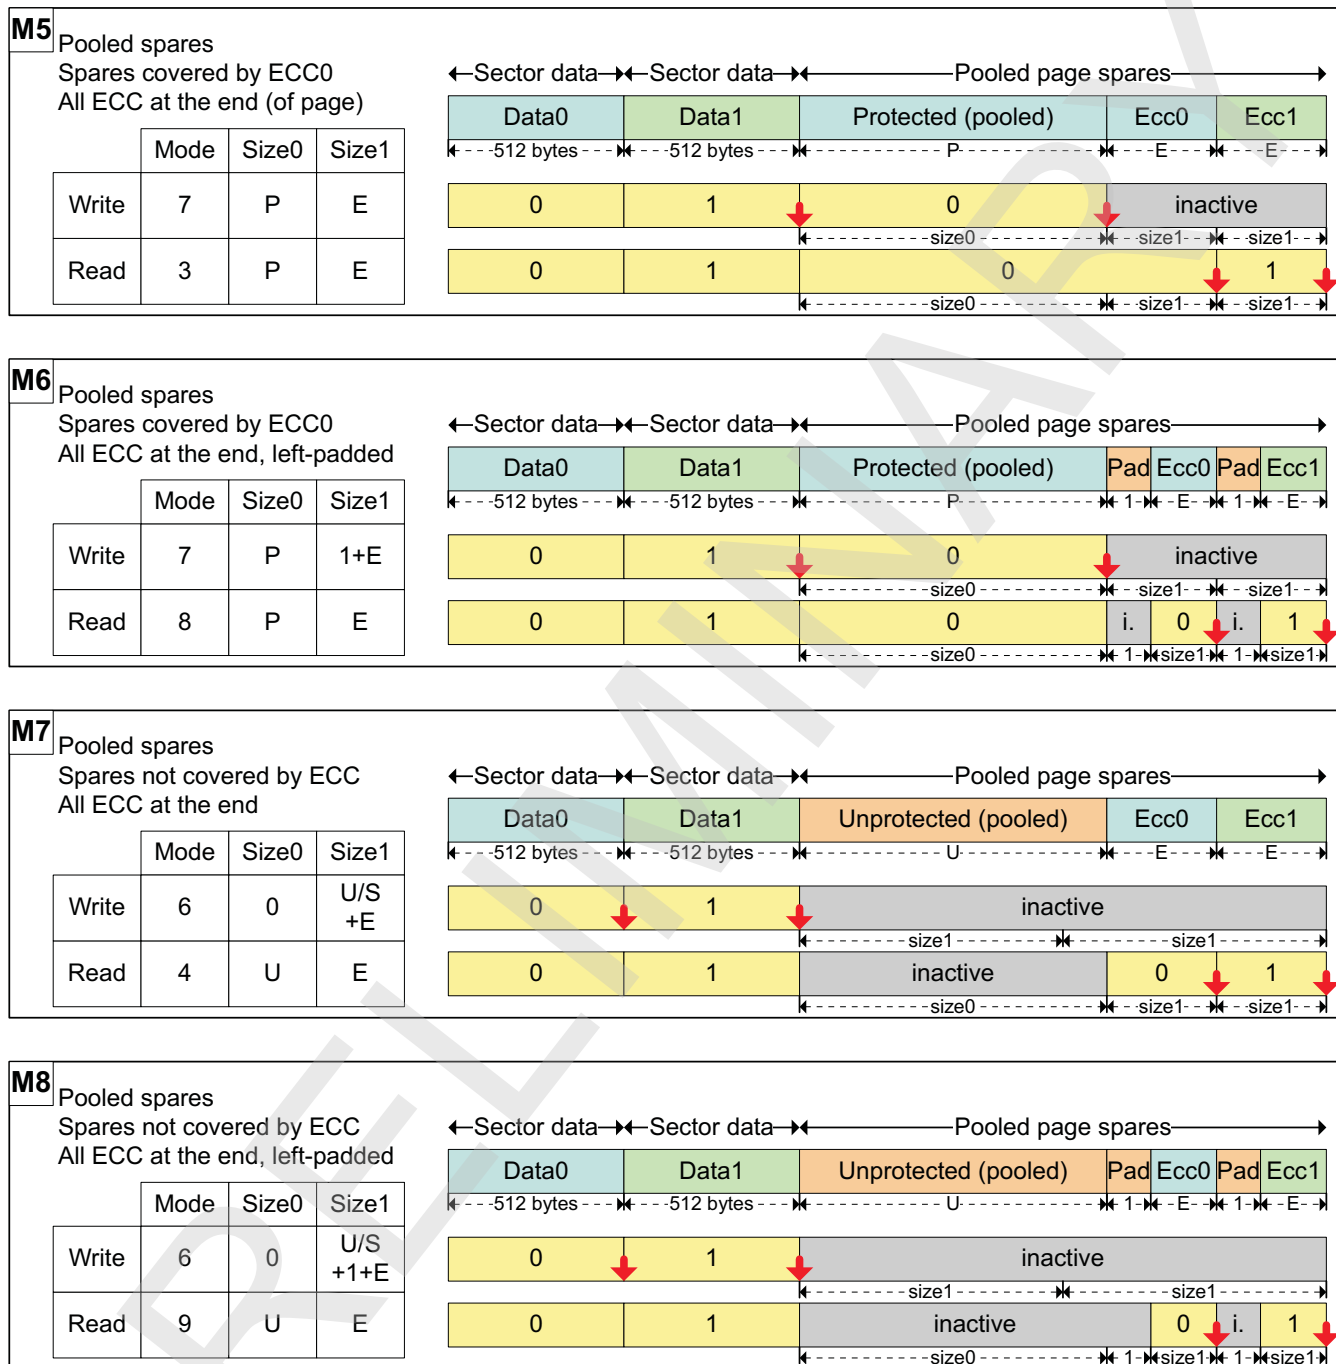 M5
Pooled spares
Spares covered by ECC0
All ECC at the end (of page)
Mode Size0 Size1
Write 7 P E
Read 3 P E
Sector data Sector data Pooled page spares
Data0 Data1 Protected (pooled) Ecc0 Ecc1
512 bytes 512 bytes P E E
0 1 0 inactive
size0 size1 size1
0 1 0 1
size0 size1 size1
M6
Pooled spares
Spares covered by ECC0
All ECC at the end, left-padded
Mode Size0 Size1
Write 7 P 1+E
Read 8 P E
Sector data Sector data Pooled page spares
Data0 Data1 Protected (pooled) Pad Ecc0 Pad Ecc1
512 bytes 512 bytes P 1 E 1 E
0 1 0 inactive
size0 size1 size1
0 1 0 i. 0 i. 1
size0 1 size1 1 size1
M7
Pooled spares
Spares not covered by ECC
All ECC at the end
Mode Size0 Size1
Write 6 0 U/S
+E
Read 4 U E
Sector data Sector data Pooled page spares
Data0 Data1 Unprotected (pooled) Ecc0 Ecc1
512 bytes 512 bytes U E E
0 1 inactive
size1 size1
0 1 inactive 0 1
size0 size1 size1
M8
Pooled spares
Spares not covered by ECC
All ECC at the end, left-padded
Mode Size0 Size1
Write 6 0 U/S
+1+E
Read 9 U E
Sector data Sector data Pooled page spares
Data0 Data1 Unprotected (pooled) Pad Ecc0 Pad Ecc1
512 bytes 512 bytes U 1 E 1 E
0 1 inactive
size1 size1
0 1 inactive 0 i. 1
size0 1 size1 1 size1
RELIMINARY